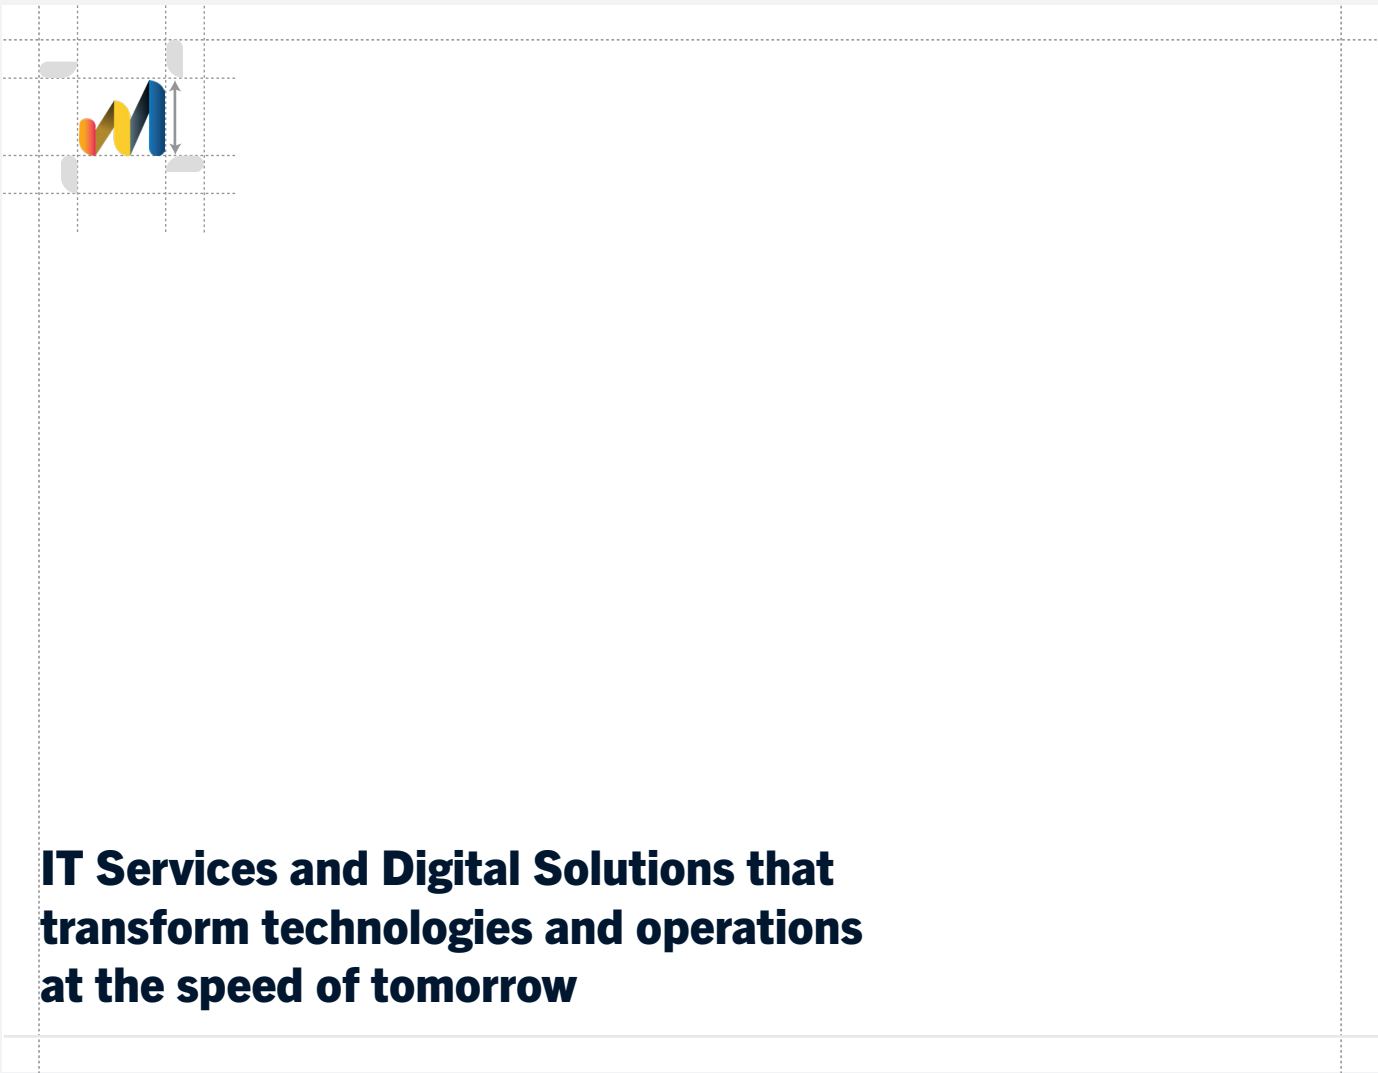 IT Services and Digital Solutions that
transform technologies and operations
at the speed of tomorrow